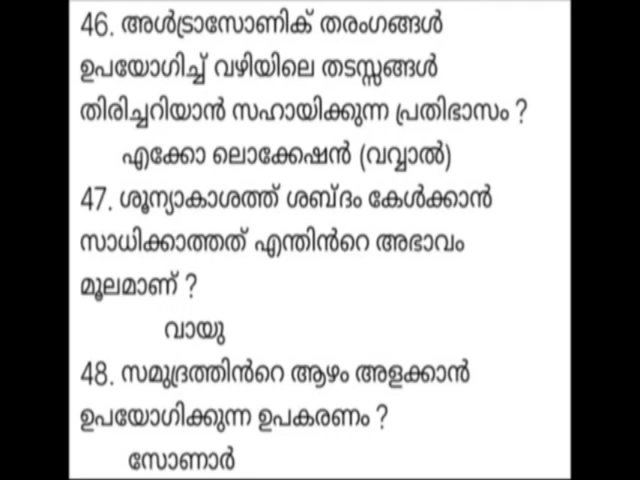 46. അൾട്രാസോണിക് തരംഗങ്ങൾ
ഉപയോഗിച്ച് വഴിയിലെ തടസ്സങ്ങൾ
തിരിച്ചറിയാൻ സഹായിക്കുന്ന പ്രതിഭാസം ?
എക്കോ ലൊക്കേഷൻ (വവ്വാൽ)
47. ശൂന്യാകാശത്ത് ശബ്ദം കേൾക്കാൻ
സാധിക്കാത്തത് എന്തിൻറെ അഭാവം
മൂലമാണ് ?
വായു
48. സമുദ്രത്തിൻറെ ആഴം അളക്കാൻ
ഉപയോഗിക്കുന്ന ഉപകരണം ?
സോണാർ